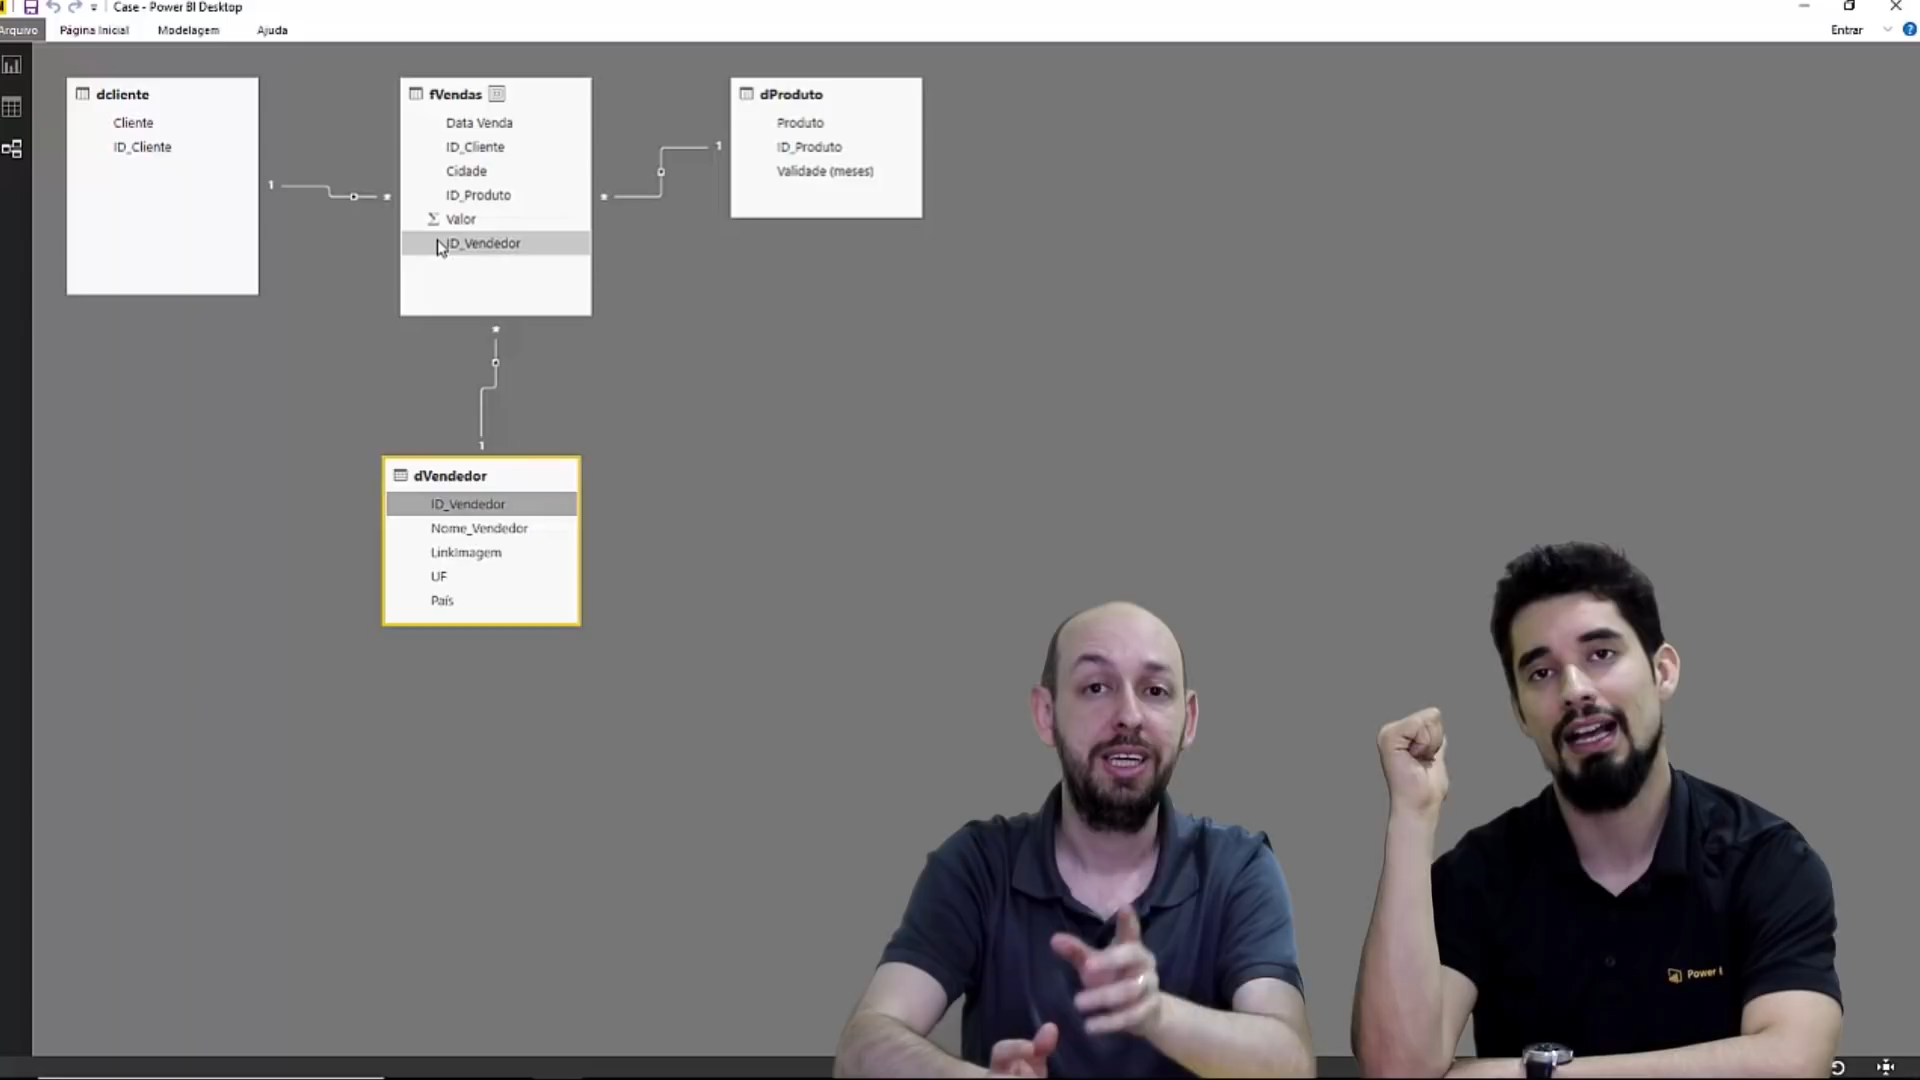 Case - Power BI Desktop
Arquivo
Página Inicial
Modelagem
Ajuda
Entrar
dcliente
Cliente
ID_Cliente
fVendas
Data Venda
ID_Cliente
Cidade
ID_Produto
Σ Valor
ID_Vendedor
dProduto
Produto
ID_Produto
Validade (meses)
1
*
*
1
*
1
dVendedor
ID_Vendedor
Nome_Vendedor
LinkImagem
UF
País
Power